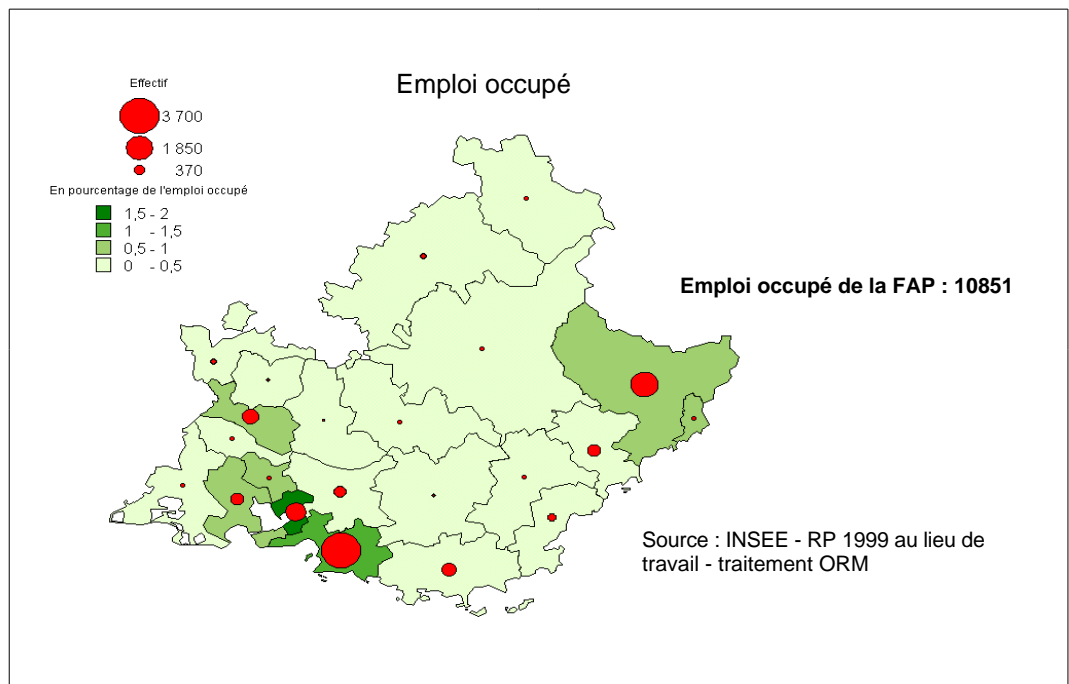 Emploi occupé
Effectif
3 700
1 850
370
En pourcentage de l'emploi occupé
1,5 - 2
1 - 1,5
0,5 - 1
0 - 0,5
Emploi occupé de la FAP : 10851
Source : INSEE - RP 1999 au lieu de
travail - traitement ORM